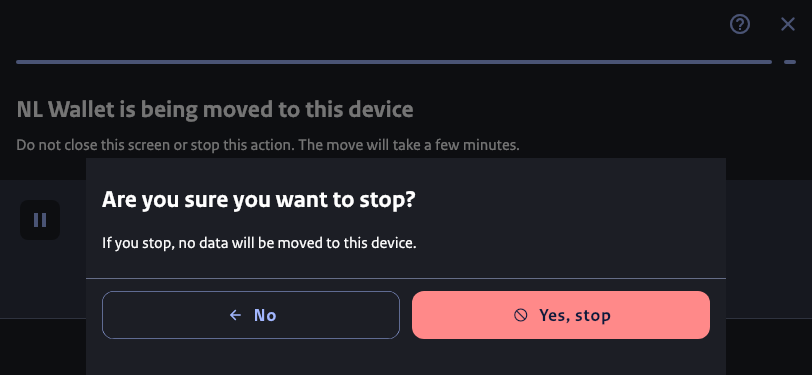 NL Wallet is being moved to this device
Do not close this screen or stop this action. The move will take a few minutes.
Are you sure you want to stop?
If you stop, no data will be moved to this device.
No
Yes, stop